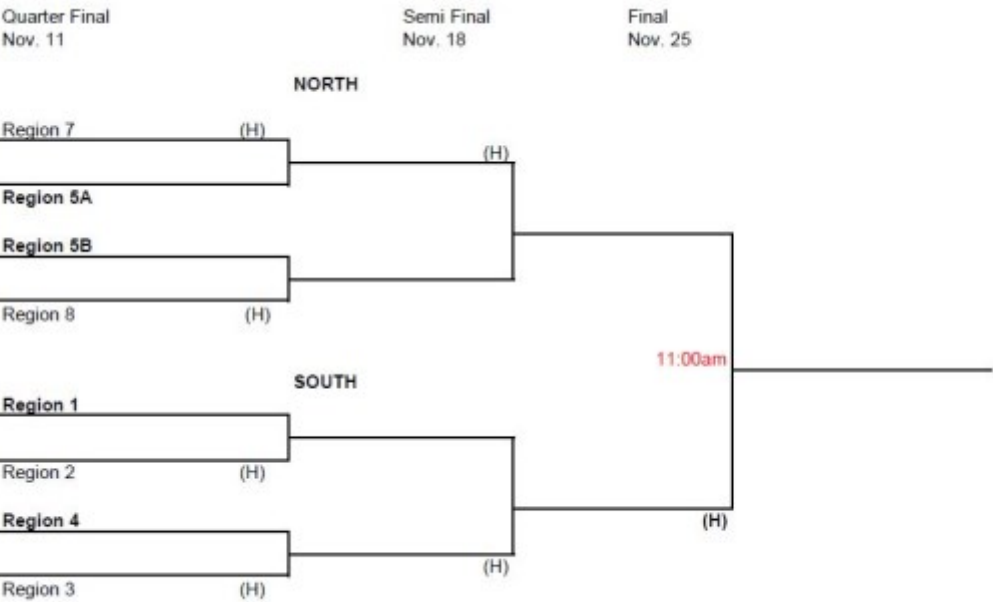 Quarter Final
Nov. 11
Semi Final
Nov. 18
Final
Nov. 25
NORTH
Region 7 (H)
(H)
Region 5A
Region 5B
Region 8 (H)
11:00am
SOUTH
Region 1
Region 2 (H)
Region 4
(H)
(H)
Region 3 (H)